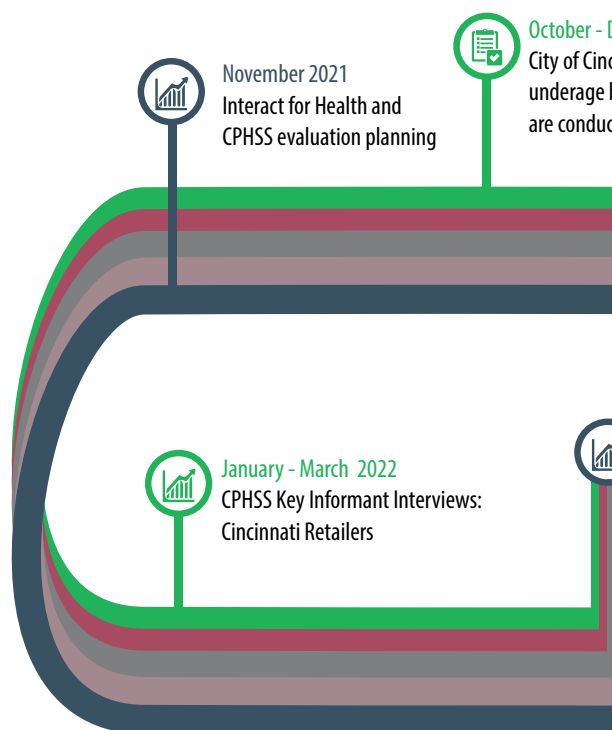 November 2021
Interact for Health and
CPHSS evaluation planning
October -
City of
underage
are
January - March 2022
CPHSS Key Informant Interviews:
Cincinnati Retailers